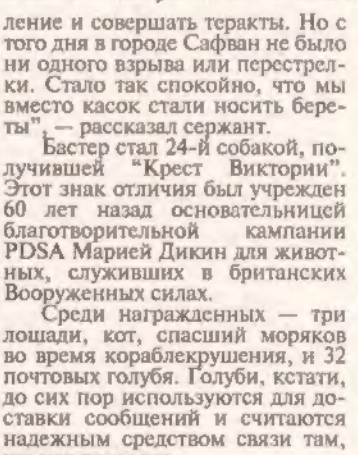 ление и совершать теракты. Но с
того дня в городе Сафван не было
ни одного взрыва или перестрел-
ки. Стало так спокойно, что мы
вместо касок стали носить бере-
ты", — рассказал сержант.
Бастер стал 24-й собакой, по-
лучившей "Крест Виктории".
Этот знак отличия был учрежден
60 лет назад основательницей
благотворительной кампании
PDSA Марией Дикин для живот-
ных, служивших в британских
Вооруженных силах.
Среди награжденных — три
лошади, кот, спасший моряков
во время кораблекрушения, и 32
почтовых голубя. Голуби, кстати,
до сих пор используются для до-
ставки сообщений и считаются
надежным средством связи там,